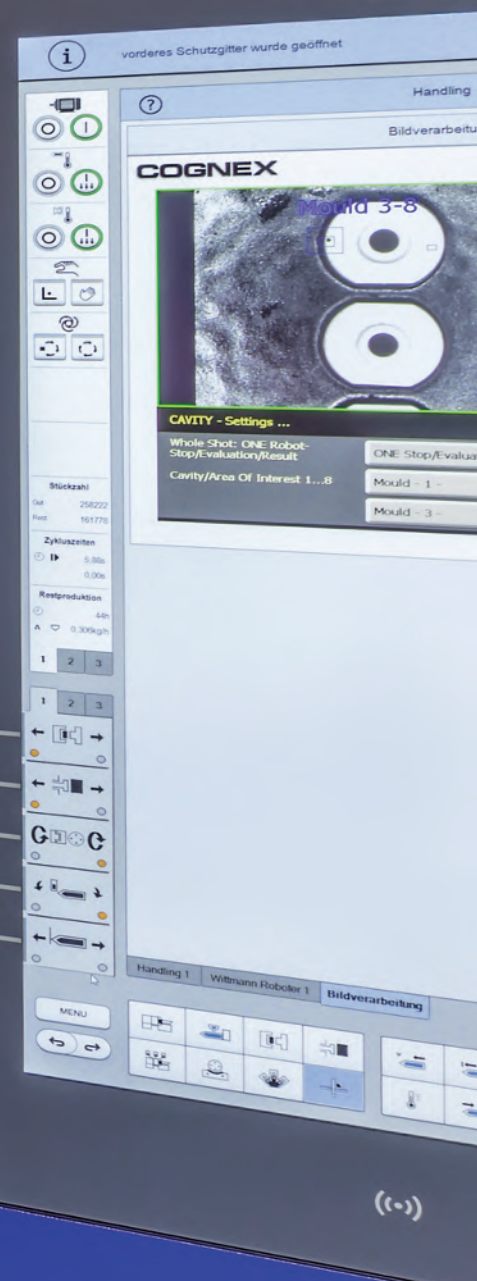 vorderes Schutzgitter wurde geöffnet
Handling
Bildverarbeitu
COGNEX
Mould 3-8
CAVITY - Settings ...
Whole Shot: ONE Robot-
Stop/Evaluation/Result
ONE Stop/Evalua
Cavity/Area Of Interest 1...8
Mould - 1 -
Mould - 3 -
Stückzahl
Gut 258222
Rest 161778
Zykluszeiten
5,88s
0,00s
Restproduktion
44h
A 0,306kg/h
1 2 3
1 2 3
Handling 1 Wittmann Roboter 1 Bildverarbeitung
MENU